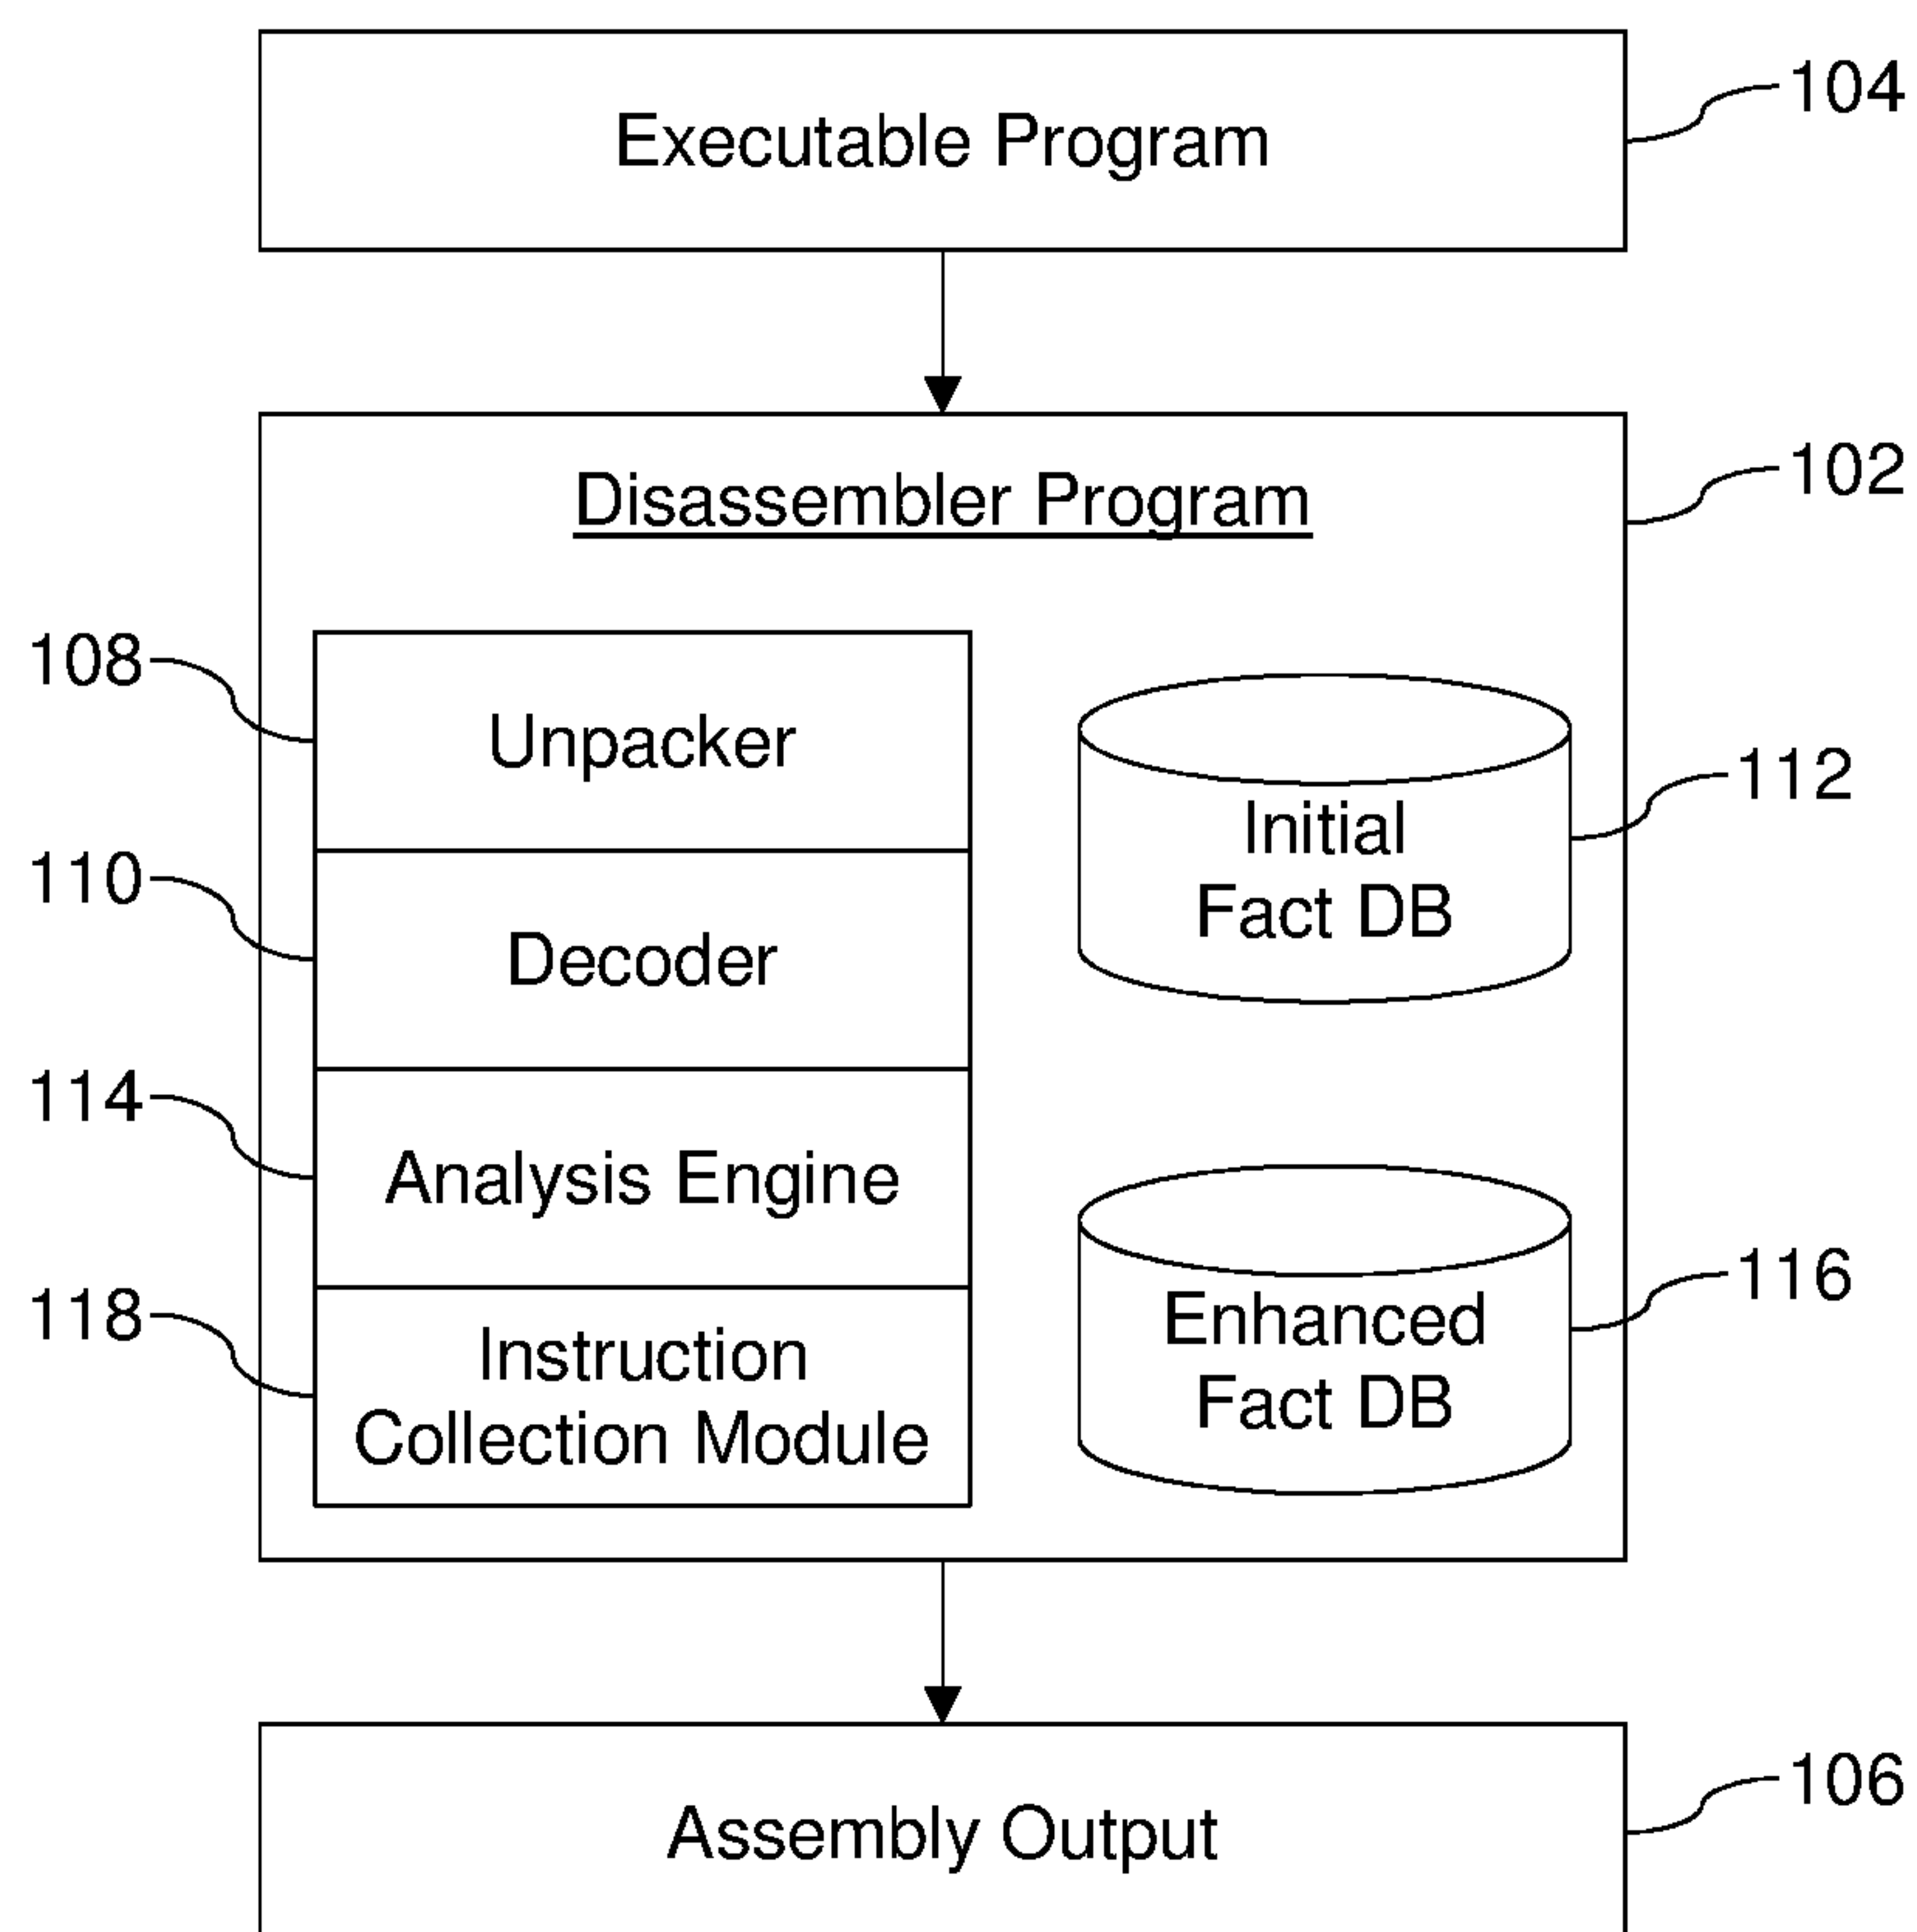 Executable Program
104
Disassembler Program
102
108
Unpacker
Initial
Fact DB
112
110
Decoder
114
Analysis Engine
Enhanced
Fact DB
116
118
Instruction
Collection Module
Assembly Output
106